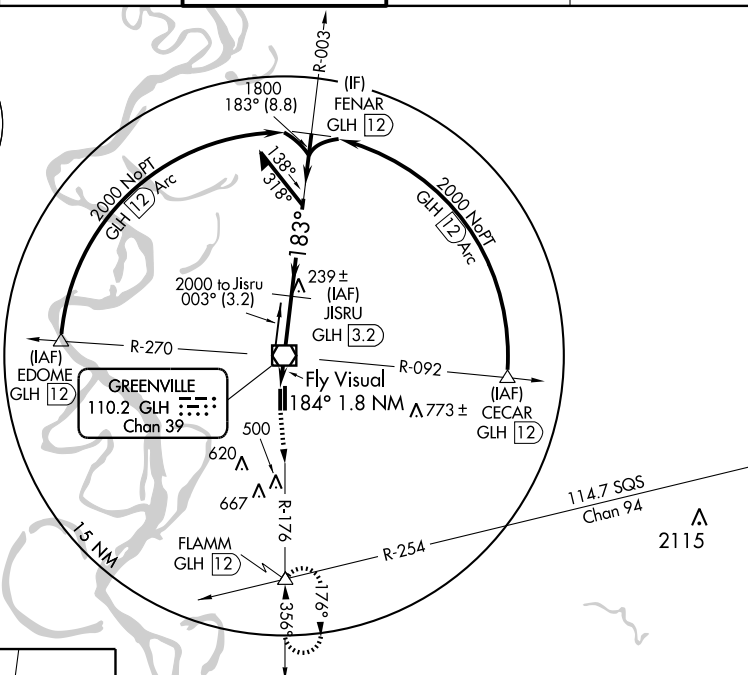 R-003
1800
183° (8.8)
(IF)
FENAR
GLH 12
138°
318°
2000 NoPT
GLH 12 Arc
2000 NoPT
GLH 12 Arc
183°
239±
2000 to Jisru
003° (3.2)
(IAF)
JISRU
GLH 3.2
R-270
R-092
(IAF)
EDOME
GLH 12
GREENVILLE
110.2 GLH
Chan 39
Fly Visual
184° 1.8 NM
773±
(IAF)
CECAR
GLH 12
500
620
667
R-176
114.7 SQS
Chan 94
2115
15 NM
FLAMM
GLH 12
R-254
356°
176°